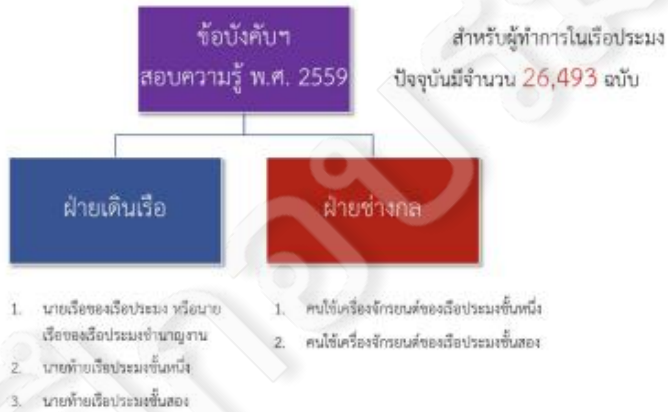 ข้อบังคับฯ
สอบความรู้ พ.ศ. 2559
สำหรับผู้ทำการในเรือประมง
ปัจจุบันมีจำนวน 26,493 ฉบับ
ฝ่ายเดินเรือ
ฝ่ายช่างกล
1. นายเรือของเรือประมง หรือนาย
เรือของเรือประมงชำนาญงาน
2. นายท้ายเรือประมงชั้นหนึ่ง
3. นายท้ายเรือประมงชั้นสอง
1. คนใช้เครื่องจักรยนต์ของเรือประมงชั้นหนึ่ง
2. คนใช้เครื่องจักรยนต์ของเรือประมงชั้นสอง